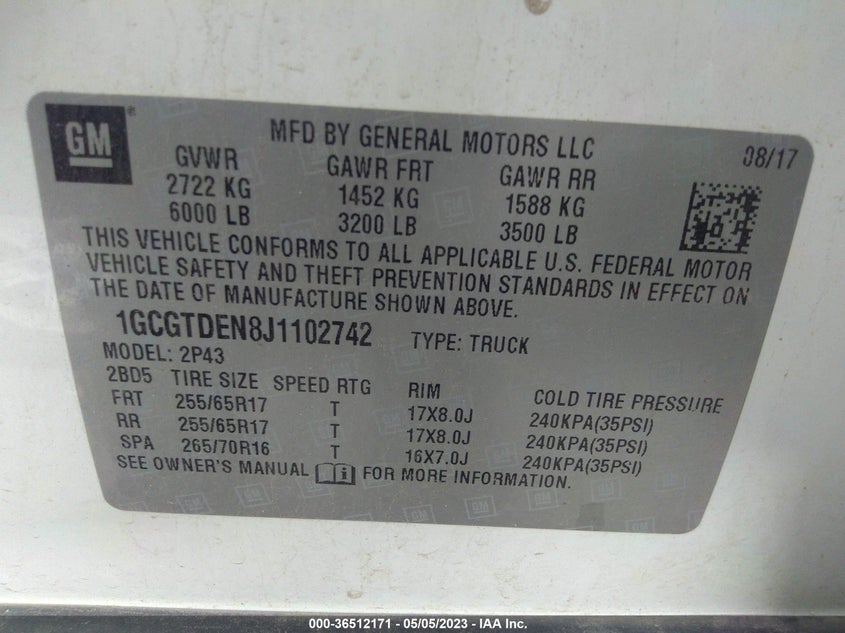 GM ®
MFD BY GENERAL MOTORS LLC
08/17
GVWR GAWR FRT GAWR RR
2722 KG 1452 KG 1588 KG
6000 LB 3200 LB 3500 LB
THIS VEHICLE CONFORMS TO ALL APPLICABLE U.S. FEDERAL MOTOR
VEHICLE SAFETY AND THEFT PREVENTION STANDARDS IN EFFECT ON
THE DATE OF MANUFACTURE SHOWN ABOVE.
1GCGTDEN8J1102742 TYPE: TRUCK
MODEL: 2P43
2BD5 TIRE SIZE SPEED RTG RIM COLD TIRE PRESSURE
FRT 255/65R17 T 17X8.0J 240KPA(35PSI)
RR 255/65R17 T 17X8.0J 240KPA(35PSI)
SPA 265/70R16 T 16X7.0J 240KPA(35PSI)
SEE OWNER'S MANUAL FOR MORE INFORMATION.
000-36512171 - 05/05/2023 - IAA Inc.